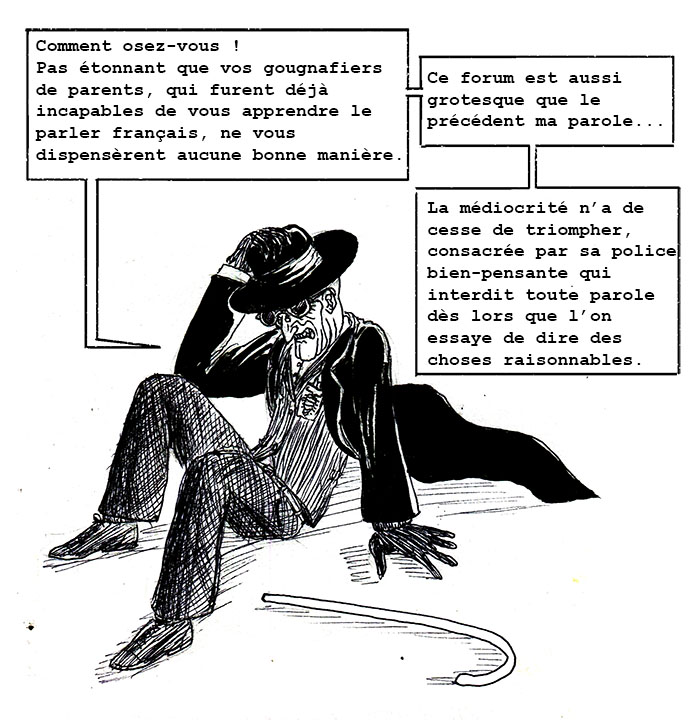 Comment osez-vous !
Pas étonnant que vos gougnafiers
de parents, qui furent déjà
incapables de vous apprendre le
parler français, ne vous
dispensèrent aucune bonne manière.
Ce forum est aussi
grotesque que le
précédent ma parole...
La médiocrité n'a de
cesse de triompher,
consacrée par sa police
bien-pensante qui
interdit toute parole
dès lors que l'on
essaye de dire des
choses raisonnables.